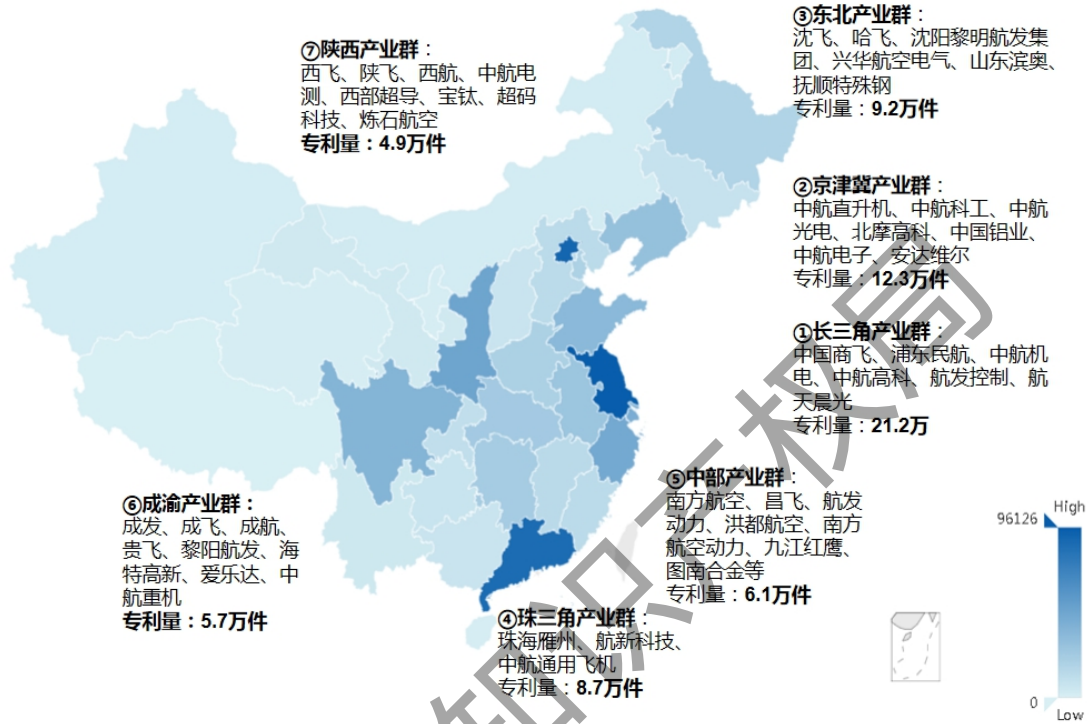 ⑦陕西产业群：
西飞、陕飞、西航、中航电
测、西部超导、宝钛、超码
科技、炼石航空
专利量：4.9万件
③东北产业群：
沈飞、哈飞、沈阳黎明航发集
团、兴华航空电气、山东滨奥、
抚顺特殊钢
专利量：9.2万件
②京津冀产业群：
中航直升机、中航科工、中航
光电、北摩高科、中国铝业、
中航电子、安达维尔
专利量：12.3万件
①长三角产业群：
中国商飞、浦东民航、中航机
电、中航高科、航发控制、航
天晨光
专利量：21.2万
⑤中部产业群：
南方航空、昌飞、航发
动力、洪都航空、南方
航空动力、九江红鹰、
图南合金等
专利量：6.1万件
⑥成渝产业群：
成发、成飞、成航、
贵飞、黎阳航发、海
特高新、爱乐达、中
航重机
专利量：5.7万件
④珠三角产业群：
珠海雁州、航新科技、
中航通用飞机
专利量：8.7万件
High
96126
0
Low
知识产权局